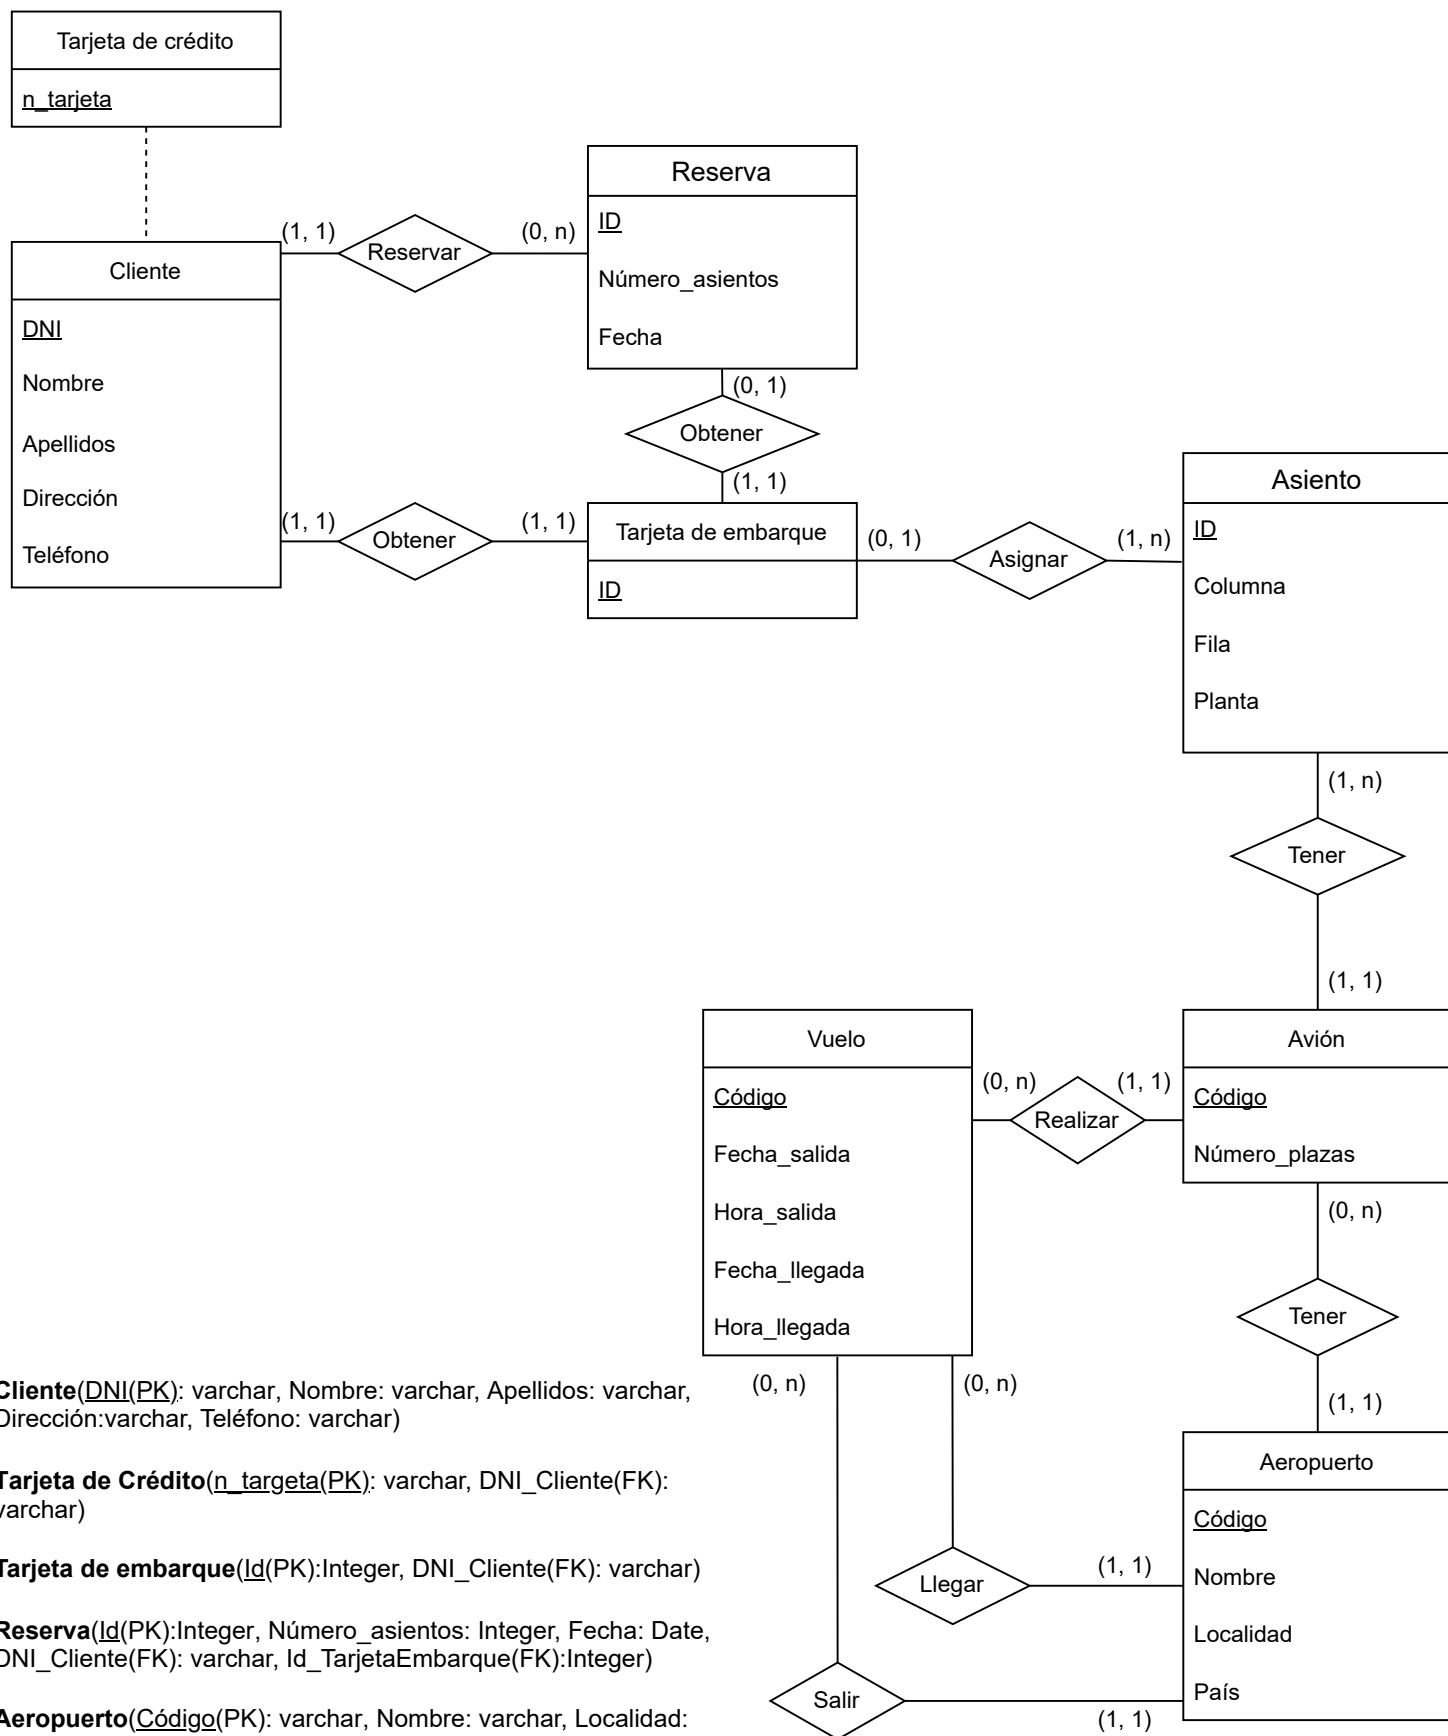 Tarjeta de crédito
n_tarjeta
Reserva
ID
Número_asientos
Fecha
(1, 1)
Reservar
(0, n)
Cliente
DNI
Nombre
Apellidos
Dirección
Teléfono
(0, 1)
Obtener
(1, 1)
(1, 1)
Obtener
(1, 1)
Tarjeta de embarque
ID
(0, 1)
Asignar
(1, n)
Asiento
ID
Columna
Fila
Planta
(1, n)
Tener
(1, 1)
Vuelo
Código
Fecha_salida
Hora_salida
Fecha_llegada
Hora_llegada
(0, n)
Realizar
(1, 1)
Avión
Código
Número_plazas
(0, n)
Tener
(1, 1)
(0, n)
(0, n)
Aeropuerto
Código
Nombre
Localidad
País
Llegar
(1, 1)
Salir
(1, 1)
Cliente(DNI(PK): varchar, Nombre: varchar, Apellidos: varchar,
Dirección:varchar, Teléfono: varchar)
Tarjeta de Crédito(n_targeta(PK): varchar, DNI_Cliente(FK):
varchar)
Tarjeta de embarque(Id(PK):Integer, DNI_Cliente(FK): varchar)
Reserva(Id(PK):Integer, Número_asientos: Integer, Fecha: Date,
DNI_Cliente(FK): varchar, Id_TarjetaEmbarque(FK):Integer)
Aeropuerto(Código(PK): varchar, Nombre: varchar, Localidad: